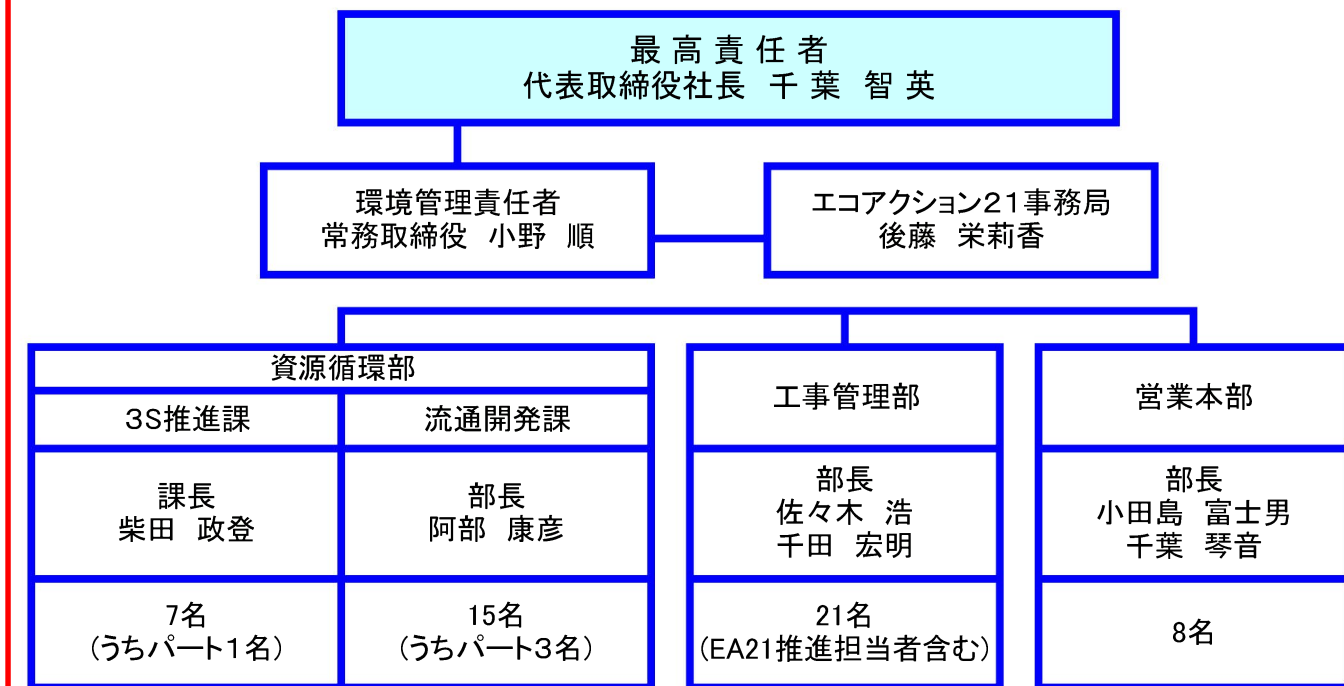 最高責任者
代表取締役社長 千葉 智英
環境管理責任者
常務取締役 小野 順
エコアクション21事務局
後藤 栄莉香
資源循環部
3S推進課
流通開発課
工事管理部
営業本部
課長
柴田 政登
部長
阿部 康彦
部長
佐々木 浩
千田 宏明
部長
小田島 富士男
千葉 琴音
7名
(うちパート1名)
15名
(うちパート3名)
21名
(EA21推進担当者含む)
8名